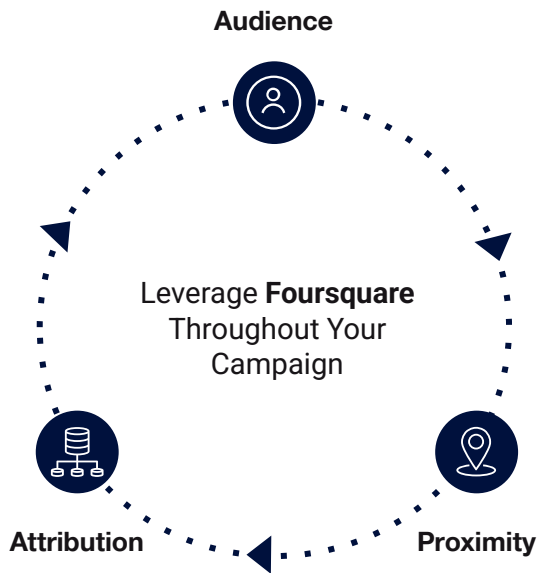 Audience
Leverage Foursquare
Throughout Your
Campaign
Attribution
Proximity